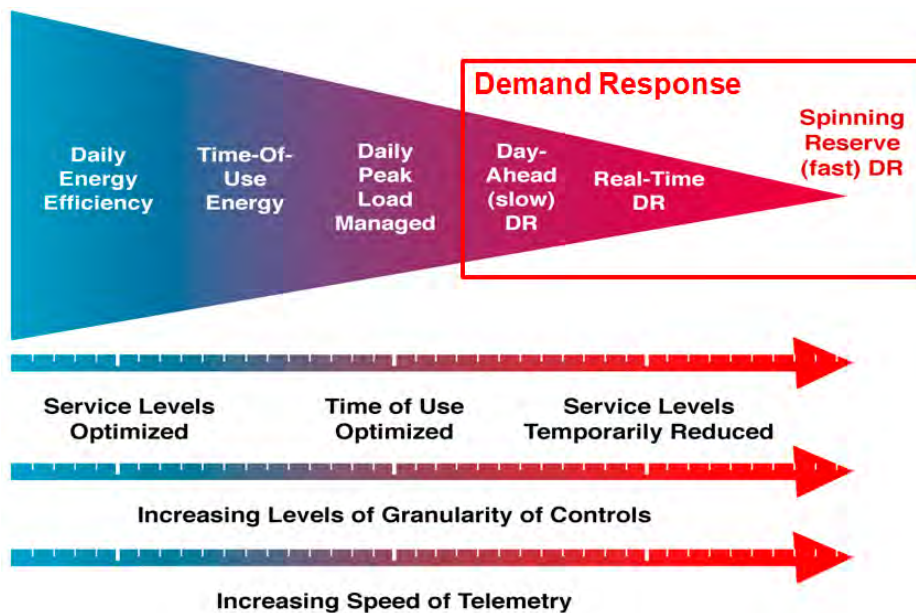 Demand Response
Daily
Energy
Efficiency
Time-Of-
Use
Energy
Daily
Peak
Load
Managed
Day-
Ahead
(slow)
DR
Real-Time
DR
Spinning
Reserve
(fast) DR
Service Levels
Optimized
Time of Use
Optimized
Service Levels
Temporarily Reduced
Increasing Levels of Granularity of Controls
Increasing Speed of Telemetry